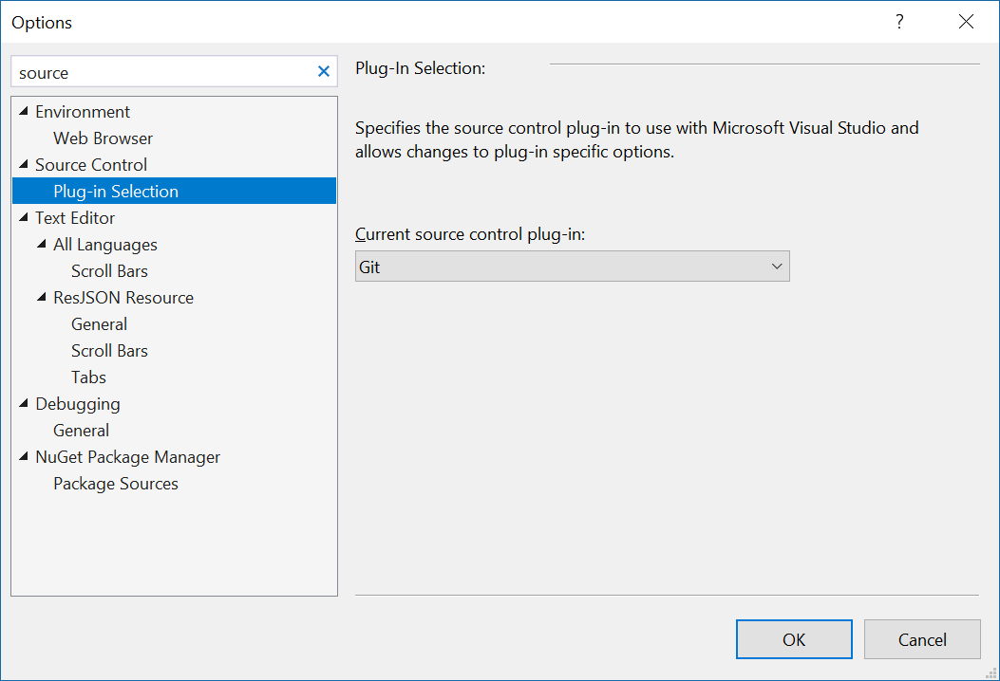 Options
?
source
Environment
Web Browser
Source Control
Plug-in Selection
Text Editor
All Languages
Scroll Bars
ResJSON Resource
General
Scroll Bars
Tabs
Debugging
General
NuGet Package Manager
Package Sources
Plug-In Selection:
Specifies the source control plug-in to use with Microsoft Visual Studio and
allows changes to plug-in specific options.
Current source control plug-in:
Git
OK
Cancel